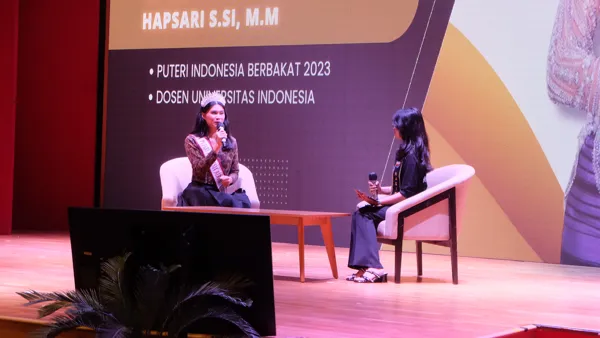 HAPSARI S.SI, M.M
• PUTERI INDONESIA BERBAKAT 2023
• DOSEN UNIVERSITAS INDONESIA